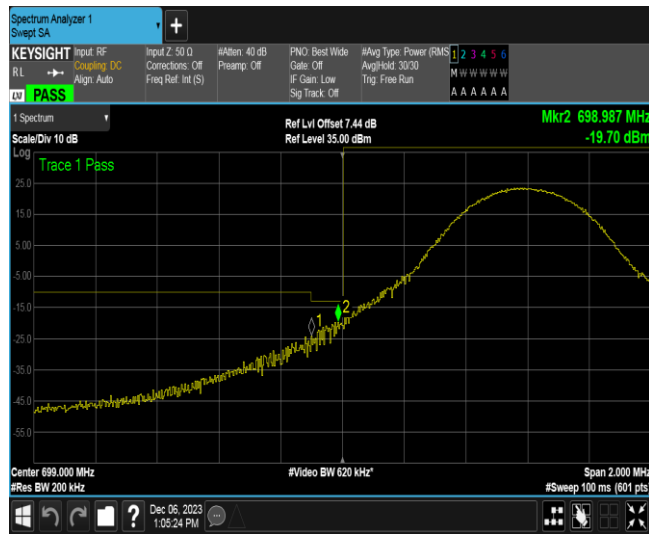 Spectrum Analyzer 1
Swept SA
+
KEYSIGHT
RL
LXI PASS
Input: RF
Coupling: DC
Align: Auto
Input Z: 50 Ω
Corrections: Off
Freq Ref: Int (S)
#Atten: 40 dB
Preamp: Off
PNO: Best Wide
Gate: Off
IF Gain: Low
Sig Track: Off
#Avg Type: Power (RMS
Avg|Hold: 30/30
Trig: Free Run
1 2 3 4 5 6
M W W W W W
A A A A A A
1 Spectrum
Scale/Div 10 dB
Log
Ref Lvl Offset 7.44 dB
Ref Level 35.00 dBm
Mkr2 698.987 MHz
-19.70 dBm
Trace 1 Pass
25.0
15.0
5.00
-5.00
-15.0
-25.0
-35.0
-45.0
-55.0
1
2
Center 699.000 MHz
#Res BW 200 kHz
#Video BW 620 kHz*
Span 2.000 MHz
#Sweep 100 ms (601 pts
?
Dec 06, 2023
1:05:24 PM